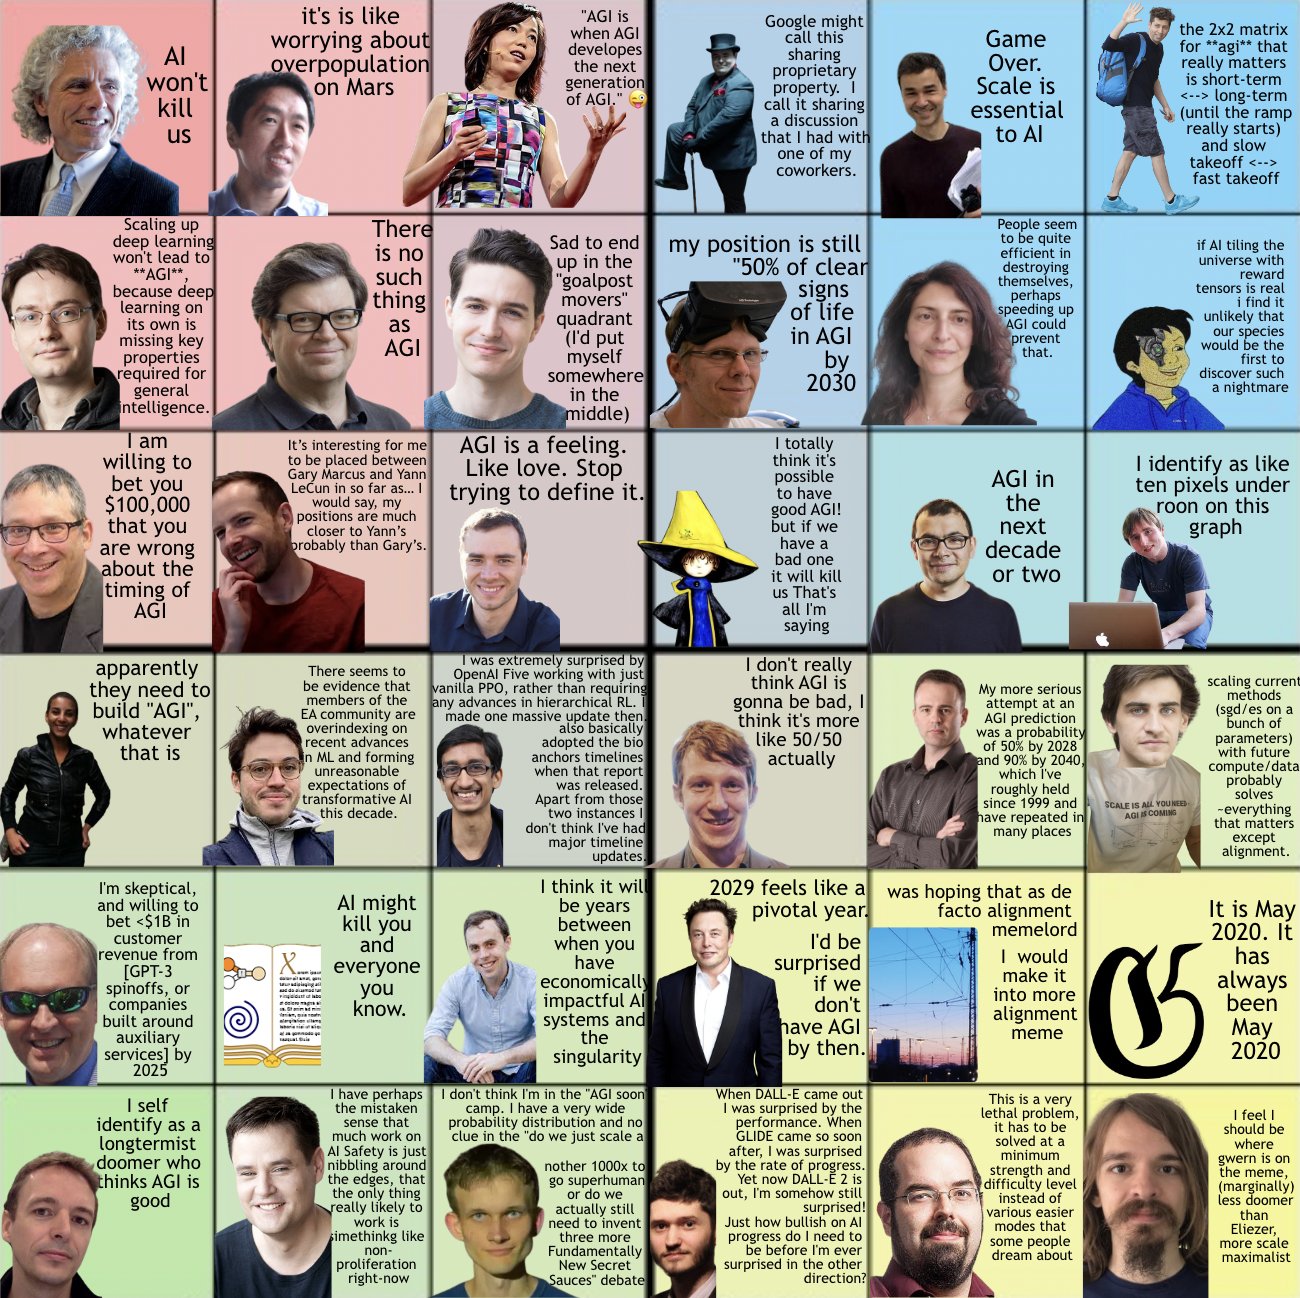 AI
won't
kill
us
it's is like
worrying about
overpopulation
on Mars
"AGI is
when AGI
developes
the next
generation
of AGI." 😜
Google might
call this
sharing
proprietary
property. I
call it sharing
a discussion
that I had with
one of my
coworkers.
Game
Over.
Scale is
essential
to AI
the 2x2 matrix
for **agi** that
really matters
is short-term
<--> long-term
(until the ramp
really starts)
and slow
takeoff <-->
fast takeoff
Scaling up
deep learning
won't lead to
**AGI**,
because deep
learning on
its own is
missing key
properties
required for
general
intelligence.
There
is no
such
thing
as
AGI
Sad to end
up in the
"goalpost
movers"
quadrant
(I'd put
myself
somewhere
in the
middle)
my position is still
"50% of clear
signs
of life
in AGI
by
2030
People seem
to be quite
efficient in
destroying
themselves,
perhaps
speeding up
AGI could
prevent
that.
if AI tiling the
universe with
reward
tensors is real
i find it
unlikely that
our species
would be the
first to
discover such
a nightmare
I am
willing to
bet you
$100,000
that you
are wrong
about the
timing of
AGI
It's interesting for me
to be placed between
Gary Marcus and Yann
LeCun in so far as... I
would say, my
positions are much
closer to Yann's
probably than Gary's.
AGI is a feeling.
Like love. Stop
trying to define it.
I totally
think it's
possible
to have
good AGI!
but if we
have a
bad one
it will kill
us That's
all I'm
saying
AGI in
the
next
decade
or two
I identify as like
ten pixels under
roon on this
graph
apparently
they need to
build "AGI",
whatever
that is
There seems to
be evidence that
members of the
EA community are
overindexing on
recent advances
in ML and forming
unreasonable
expectations of
transformative AI
this decade.
I was extremely surprised by
OpenAI Five working with just
vanilla PPO, rather than requiring
any advances in hierarchical RL. I
made one massive update then.
also basically
adopted the bio
anchors timelines
when that report
was released.
Apart from those
two instances I
don't think I've had
major timeline
updates.
I don't really
think AGI is
gonna be bad, I
think it's more
like 50/50
actually
My more serious
attempt at an
AGI prediction
was a probability
of 50% by 2028
and 90% by 2040,
which I've
roughly held
since 1999 and
have repeated in
many places
SCALE IS ALL YOU NEED
AGI IS COMING
scaling current
methods
(sgd/es on a
bunch of
parameters)
with future
compute/data
probably
solves
~everything
that matters
except
alignment.
I'm skeptical,
and willing to
bet <$1B in
customer
revenue from
[GPT-3
spinoffs, or
companies
built around
auxiliary
services] by
2025
AI might
kill you
and
everyone
you
know.
I think it will
be years
between
when you
have
economically
impactful AI
systems and
the
singularity
2029 feels like a
pivotal year.
I'd be
surprised
if we
don't
have AGI
by then.
was hoping that as de
facto alignment
memelord
I would
make it
into more
alignment
meme
G
It is May
2020. It
has
always
been
May
2020
I self
identify as a
longtermist
doomer who
thinks AGI is
good
I have perhaps
the mistaken
sense that
much work on
AI Safety is just
nibbling around
the edges, that
the only thing
really likely to
work is
simethinkg like
non-
proliferation
right-now
I don't think I'm in the "AGI soon"
camp. I have a very wide
probability distribution and no
clue in the "do we just scale a
nother 1000x to
go superhuman
or do we
actually still
need to invent
three more
Fundamentally
New Secret
Sauces" debate
When DALL-E came out
I was surprised by the
performance. When
GLIDE came so soon
after, I was surprised
by the rate of progress.
Yet now DALL-E 2 is
out, I'm somehow still
surprised!
Just how bullish on AI
progress do I need to
be before I'm ever
surprised in the other
direction?
This is a very
lethal problem,
it has to be
solved at a
minimum
strength and
difficulty level
instead of
various easier
modes that
some people
dream about
I feel I
should be
where
gwern is on
the meme,
(marginally)
less doomer
than
Eliezer,
more scale
maximalist